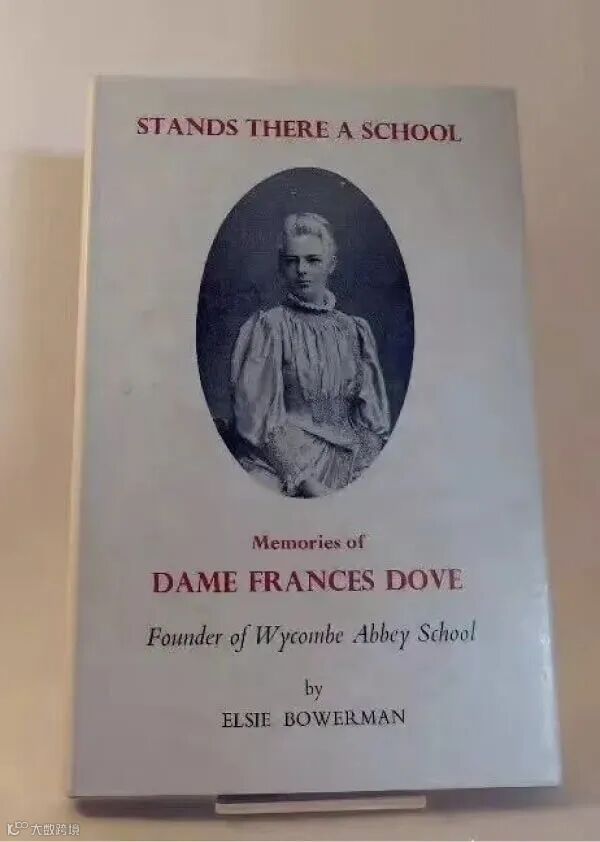 STANDS THERE A SCHOOL
Memories of
DAME FRANCES DOVE
Founder of Wycombe Abbey School
by
ELSIE BOWERMAN
大数跨境